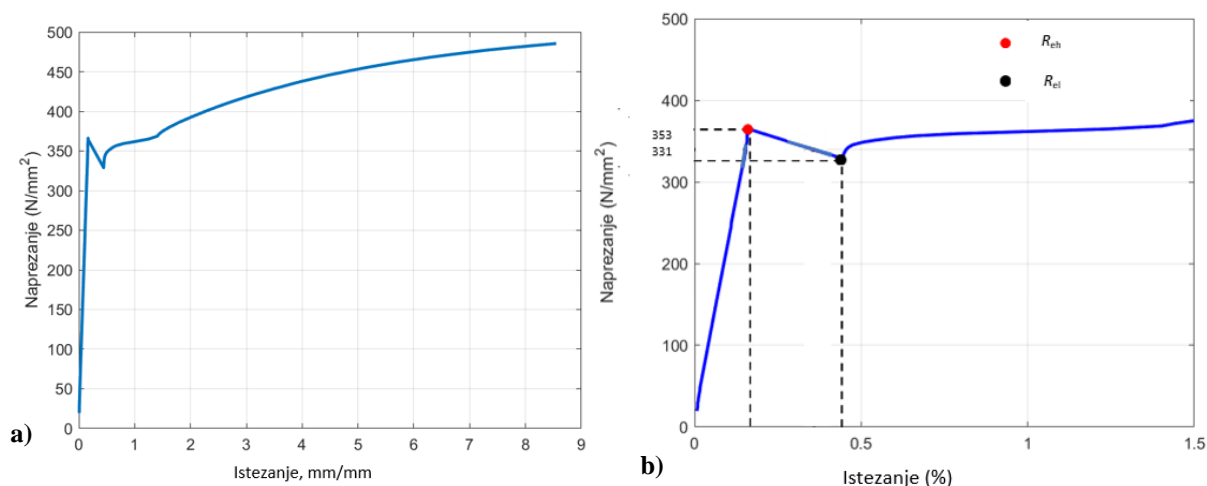 500
450
400
350
300
250
200
150
100
50
0
Naprezanje (N/mm²)
0 1 2 3 4 5 6 7 8 9
Istezanje, mm/mm
a)
500
400
353
331
300
200
100
0
Naprezanje (N/mm²)
Reh
Rel
0 0.5 1 1.5
Istezanje (%)
b)